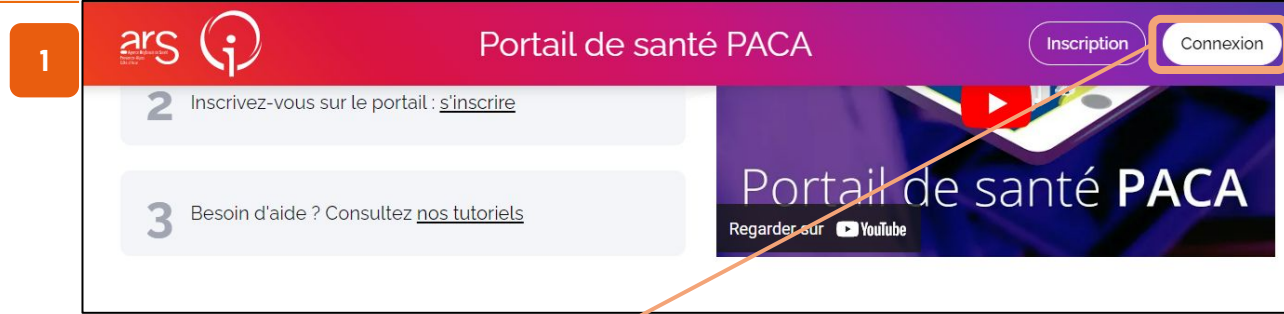 1
ars
Portail de santé PACA
Inscription
Connexion
2 Inscrivez-vous sur le portail : s'inscrire
3 Besoin d'aide ? Consultez nos tutoriels
Portail de santé PACA
Regarder sur YouTube